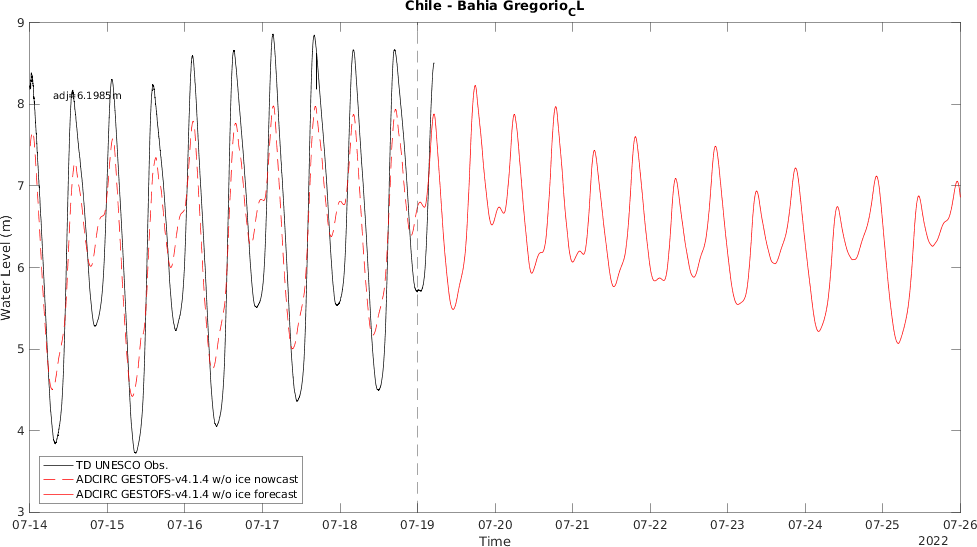 Chile - Bahia Gregorio_CL
9
8
7
6
5
4
3
Water Level (m)
adj=6.1985m
TD UNESCO Obs.
ADCIRC GESTOFS-v4.1.4 w/o ice nowcast
ADCIRC GESTOFS-v4.1.4 w/o ice forecast
07-14 07-15 07-16 07-17 07-18 07-19 07-20 07-21 07-22 07-23 07-24 07-25 07-26
Time
2022